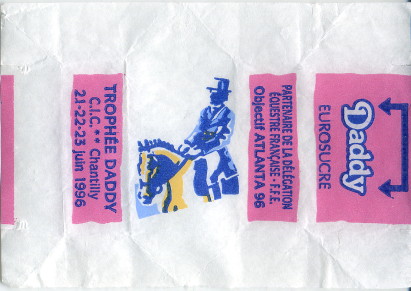 TROPHÉE DADDY
C.I.C.** Chantilly
21-22-23 juin 1996
PARTENAIRE DE LA DÉLÉGATION
ÉQUESTRE FRANÇAISE - F.F.E.
Objectif ATLANTA 96
Daddy
EUROSUCRE